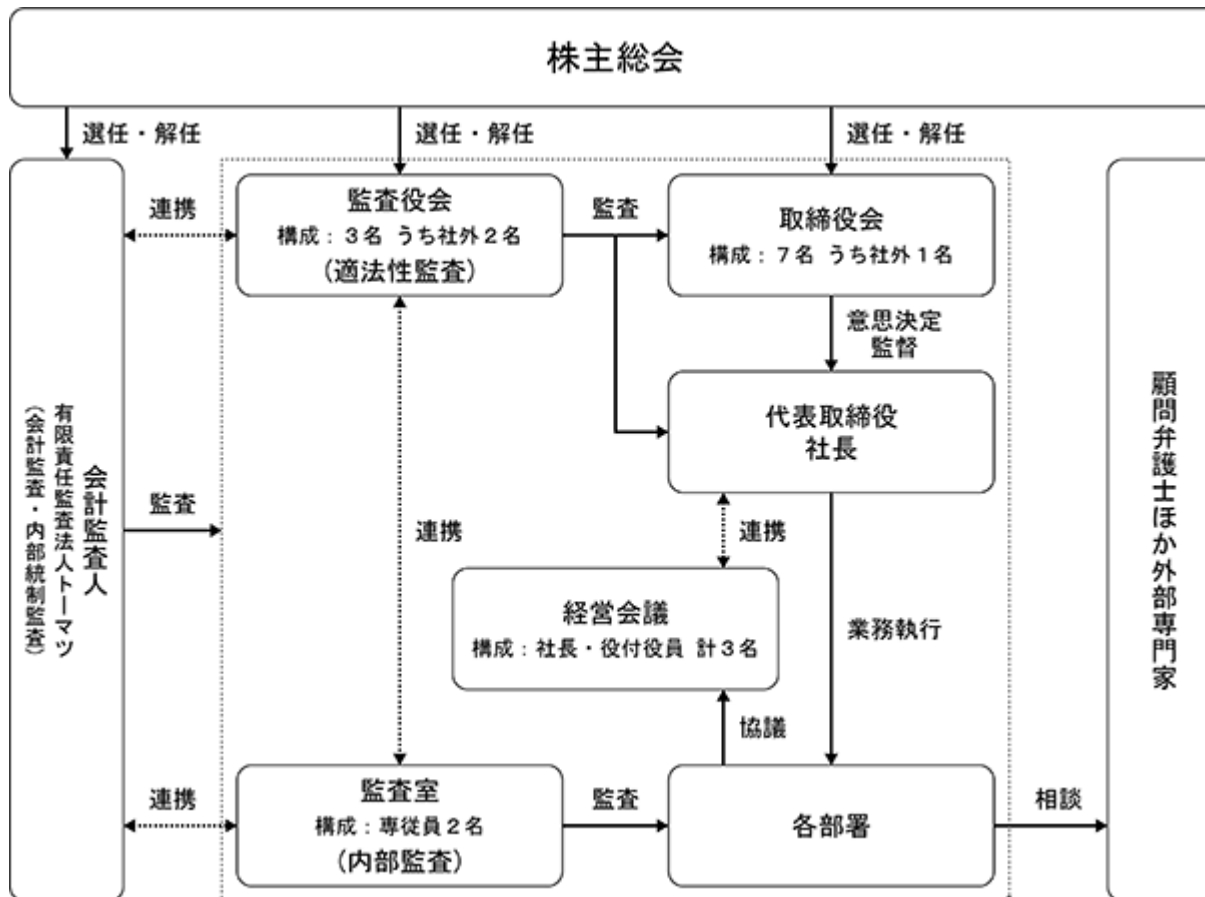 株主総会
選任・解任
選任・解任
選任・解任
監査役会
構成：３名 うち社外２名
（適法性監査）
連携
監査
取締役会
構成：７名 うち社外１名
意思決定
監督
代表取締役
社長
会計監査人
有限責任監査法人トーマツ
（会計監査・内部統制監査）
監査
連携
連携
経営会議
構成：社長・役付役員 計３名
業務執行
協議
顧問弁護士ほか外部専門家
連携
監査室
構成：専従員２名
（内部監査）
監査
各部署
相談